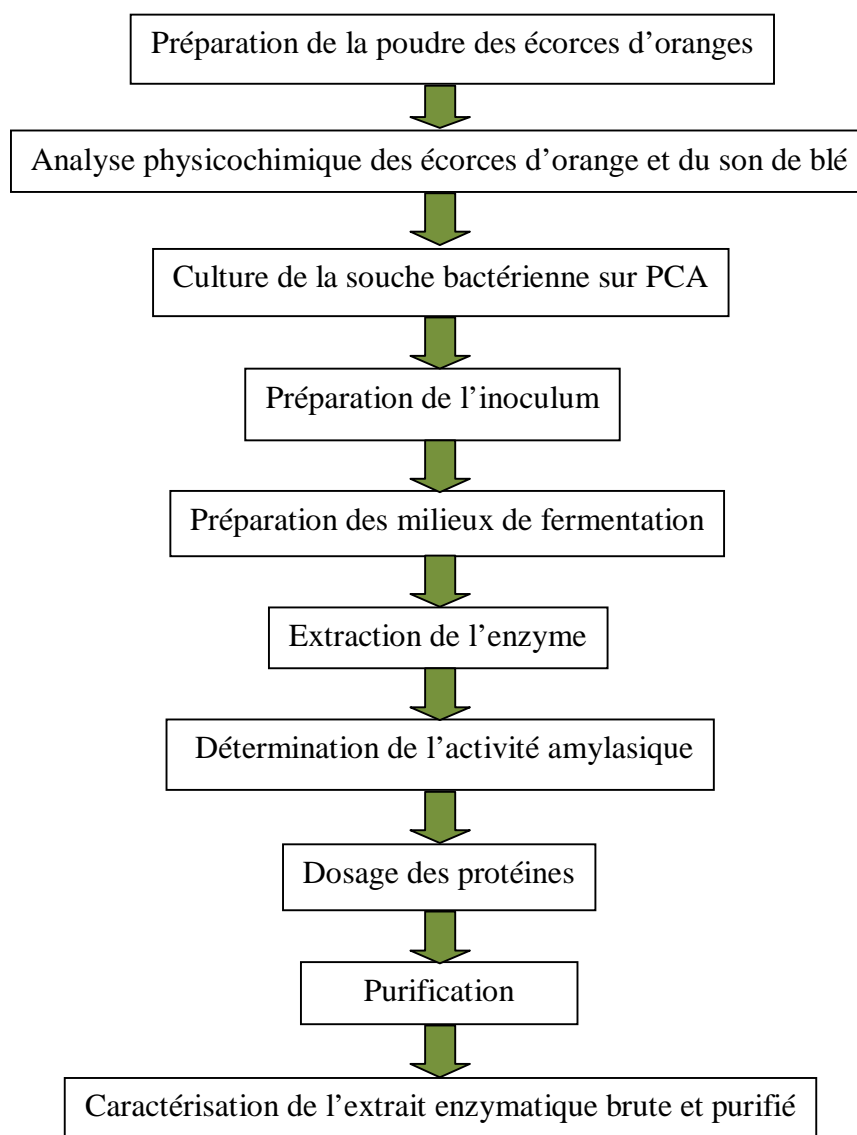 Préparation de la poudre des écorces d’oranges
Analyse physicochimique des écorces d’orange et du son de blé
Culture de la souche bactérienne sur PCA
Préparation de l’inoculum
Préparation des milieux de fermentation
Extraction de l’enzyme
Détermination de l’activité amylasique
Dosage des protéines
Purification
Caractérisation de l’extrait enzymatique brute et purifié